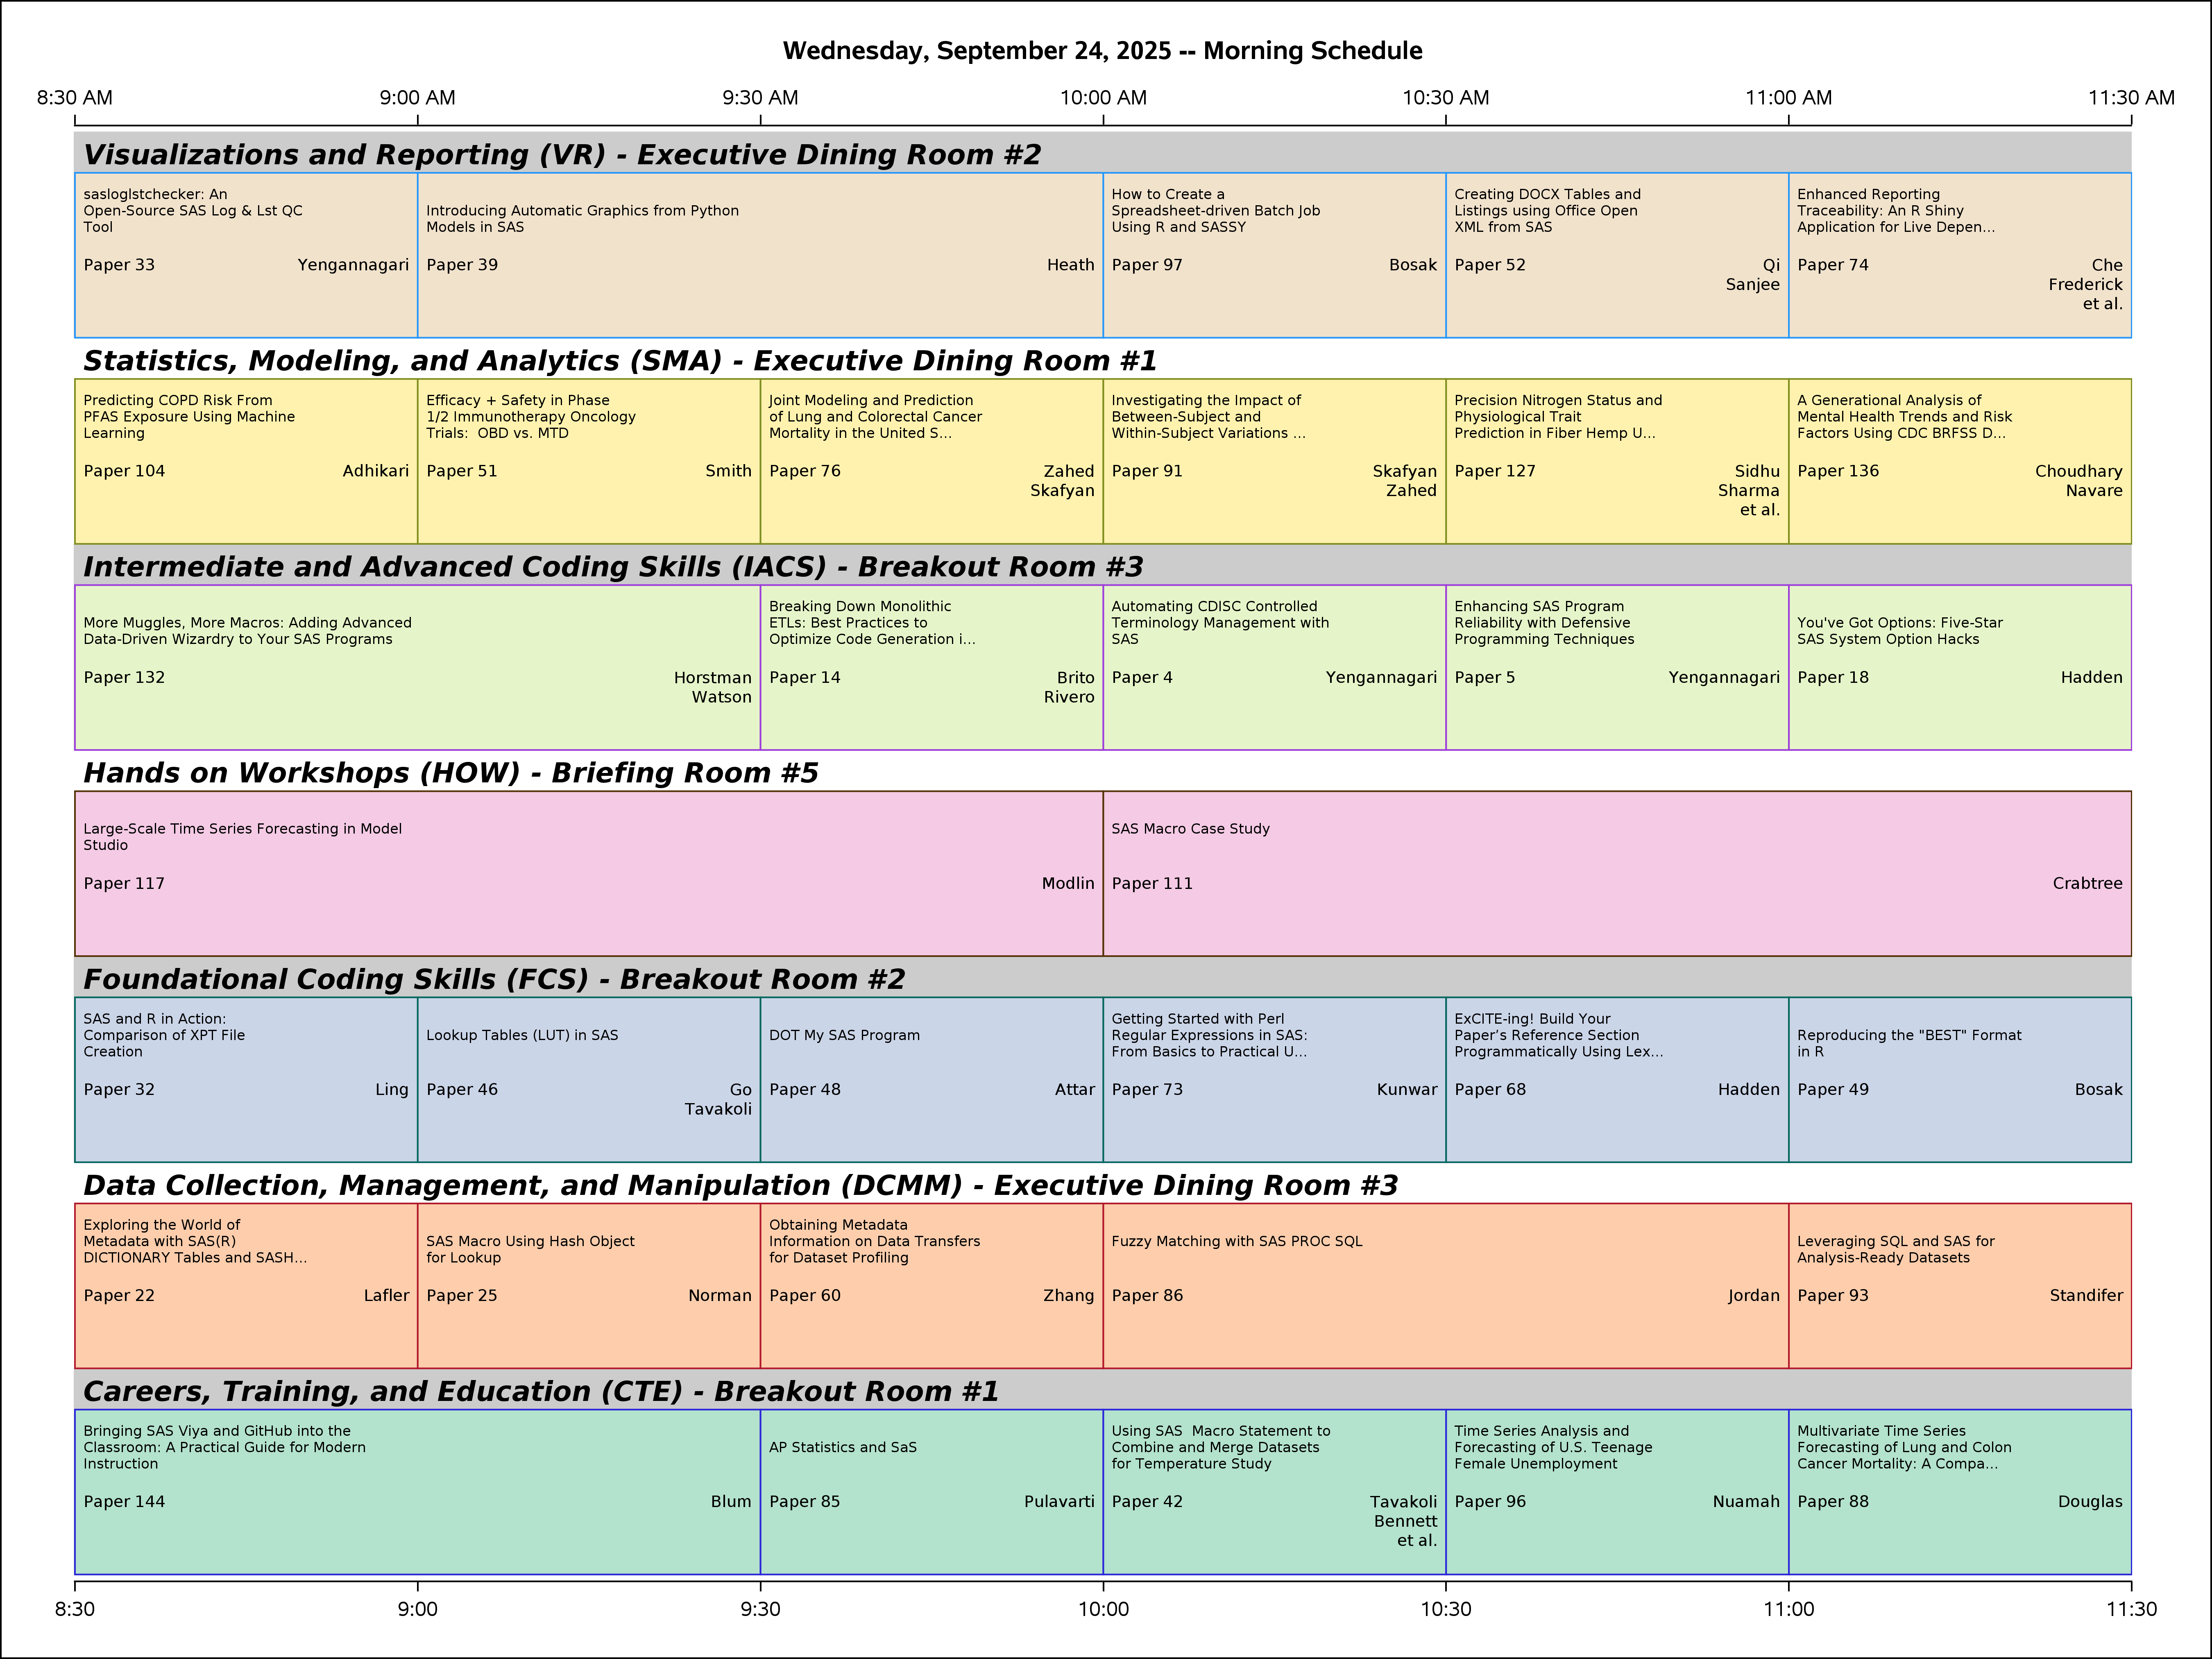 Wednesday, September 24, 2025 -- Morning Schedule
8:30 AM 9:00 AM 9:30 AM 10:00 AM 10:30 AM 11:00 AM 11:30 AM
Visualizations and Reporting (VR) - Executive Dining Room #2
sasloglstchecker: An
Open-Source SAS Log & Lst QC
Tool
Paper 33 Yengannagari
Introducing Automatic Graphics from Python
Models in SAS
Paper 39 Heath
How to Create a
Spreadsheet-driven Batch Job
Using R and SASSY
Paper 97 Bosak
Creating DOCX Tables and
Listings using Office Open
XML from SAS
Paper 52 Qi
Sanjee
Enhanced Reporting
Traceability: An R Shiny
Application for Live Depen...
Paper 74 Che
Frederick
et al.
Statistics, Modeling, and Analytics (SMA) - Executive Dining Room #1
Predicting COPD Risk From
PFAS Exposure Using Machine
Learning
Paper 104 Adhikari
Efficacy + Safety in Phase
1/2 Immunotherapy Oncology
Trials:  OBD vs. MTD
Paper 51 Smith
Joint Modeling and Prediction
of Lung and Colorectal Cancer
Mortality in the United S...
Paper 76 Zahed
Skafyan
Investigating the Impact of
Between-Subject and
Within-Subject Variations ...
Paper 91 Skafyan
Zahed
Precision Nitrogen Status and
Physiological Trait
Prediction in Fiber Hemp U...
Paper 127 Sidhu
Sharma
et al.
A Generational Analysis of
Mental Health Trends and Risk
Factors Using CDC BRFSS D...
Paper 136 Choudhary
Navare
Intermediate and Advanced Coding Skills (IACS) - Breakout Room #3
More Muggles, More Macros: Adding Advanced
Data-Driven Wizardry to Your SAS Programs
Paper 132 Horstman
Watson
Breaking Down Monolithic
ETLs: Best Practices to
Optimize Code Generation i...
Paper 14 Brito
Rivero
Automating CDISC Controlled
Terminology Management with
SAS
Paper 4 Yengannagari
Enhancing SAS Program
Reliability with Defensive
Programming Techniques
Paper 5 Yengannagari
You've Got Options: Five-Star
SAS System Option Hacks
Paper 18 Hadden
Hands on Workshops (HOW) - Briefing Room #5
Large-Scale Time Series Forecasting in Model
Studio
Paper 117 Modlin
SAS Macro Case Study
Paper 111 Crabtree
Foundational Coding Skills (FCS) - Breakout Room #2
SAS and R in Action:
Comparison of XPT File
Creation
Paper 32 Ling
Lookup Tables (LUT) in SAS
Paper 46 Go
Tavakoli
DOT My SAS Program
Paper 48 Attar
Getting Started with Perl
Regular Expressions in SAS:
From Basics to Practical U...
Paper 73 Kunwar
ExCITE-ing! Build Your
Paper’s Reference Section
Programmatically Using Lex...
Paper 68 Hadden
Reproducing the "BEST" Format
in R
Paper 49 Bosak
Data Collection, Management, and Manipulation (DCMM) - Executive Dining Room #3
Exploring the World of
Metadata with SAS(R)
DICTIONARY Tables and SASH...
Paper 22 Lafler
SAS Macro Using Hash Object
for Lookup
Paper 25 Norman
Obtaining Metadata
Information on Data Transfers
for Dataset Profiling
Paper 60 Zhang
Fuzzy Matching with SAS PROC SQL
Paper 86 Jordan
Leveraging SQL and SAS for
Analysis-Ready Datasets
Paper 93 Standifer
Careers, Training, and Education (CTE) - Breakout Room #1
Bringing SAS Viya and GitHub into the
Classroom: A Practical Guide for Modern
Instruction
Paper 144 Blum
AP Statistics and SaS
Paper 85 Pulavarti
Using SAS  Macro Statement to
Combine and Merge Datasets
for Temperature Study
Paper 42 Tavakoli
Bennett
et al.
Time Series Analysis and
Forecasting of U.S. Teenage
Female Unemployment
Paper 96 Nuamah
Multivariate Time Series
Forecasting of Lung and Colon
Cancer Mortality: A Compa...
Paper 88 Douglas
8:30 9:00 9:30 10:00 10:30 11:00 11:30